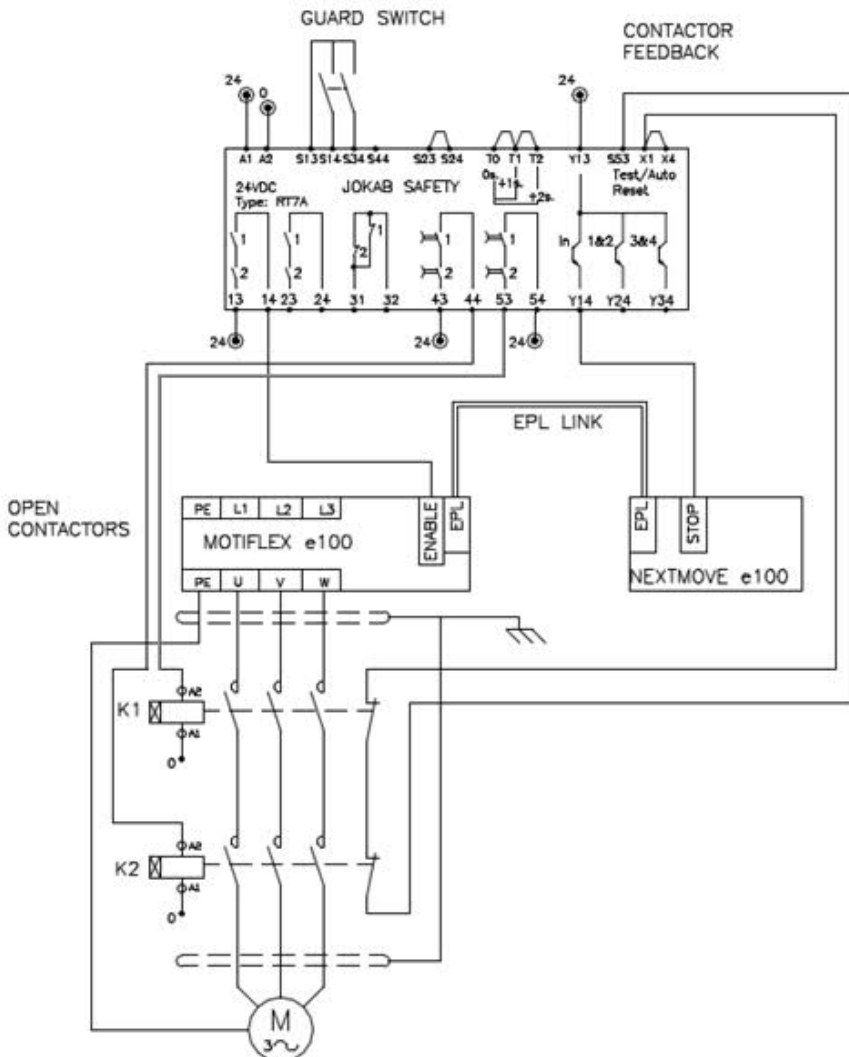 GUARD SWITCH
CONTACTOR
FEEDBACK
24
0
24
A1 A2 S13 S14 S34 S44 S23 S24 T0 T1 T2 Y13 S53 X1 X4
0s. +1s. +2s.
Test/Auto
Reset
24VDC
Type: RT7A
JOKAB SAFETY
1 1 1 1 1 In 1&2 3&4
2 2 2 2 2
13 14 23 24 31 32 43 44 53 54 Y14 Y24 Y34
24 24 24
EPL LINK
OPEN
CONTACTORS
PE L1 L2 L3
ENABLE
EPL
MOTIFLEX e100
PE U V W
EPL
STOP
NEXTMOVE e100
A2
K1
A1
0
A2
K2
A1
0
M
3~